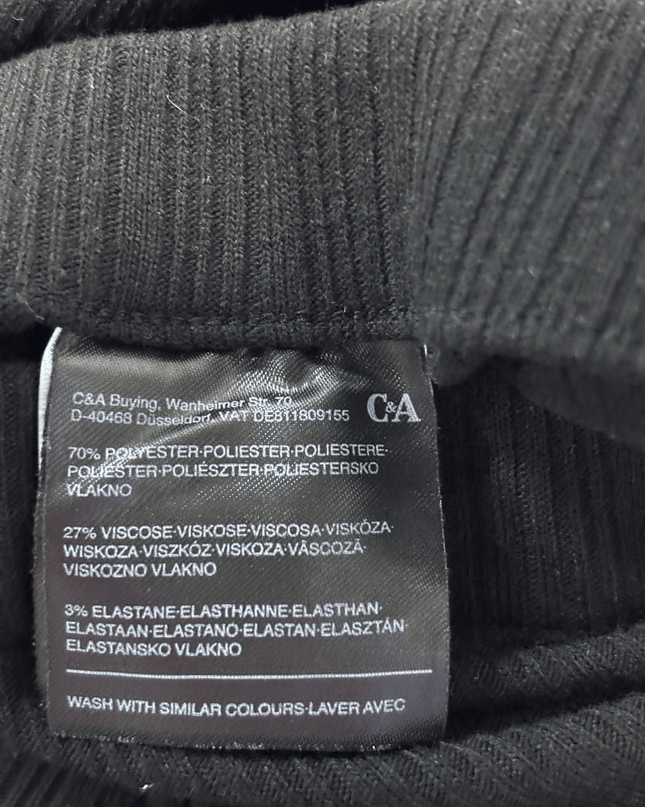 C&A Buying, Wanheimer Str. 70,
D-40468 Düsseldorf, VAT DE811809155
C&A
70% POLYESTER·POLIESTER·POLIESTERE·
POLIESTER·POLIÉSZTER·POLIESTERSKO
VLAKNO
27% VISCOSE·VISKOSE·VISCOSA·VISKÓZA·
WISKOZA·VISZKÓZ·VISKOZA·VÂSCOZĂ·
VISKOZNO VLAKNO
3% ELASTANE·ELASTHANNE·ELASTHAN·
ELASTAAN·ELASTANO·ELASTAN·ELASZTÁN·
ELASTANSKO VLAKNO
WASH WITH SIMILAR COLOURS·LAVER AVEC